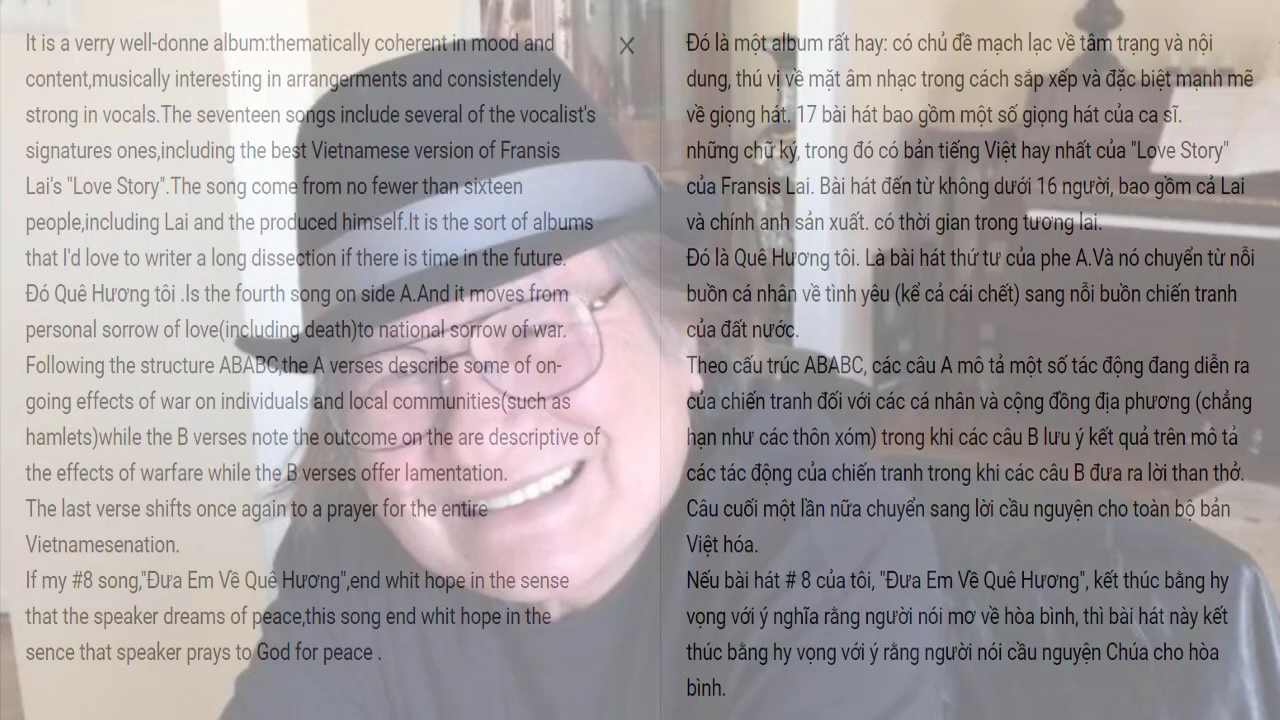 It is a verry well-donne album:thematically coherent in mood and
content,musically interesting in arrangerments and consistendely
strong in vocals.The seventeen songs include several of the vocalist's
signatures ones,including the best Vietnamese version of Fransis
Lai's "Love Story".The song come from no fewer than sixteen
people,including Lai and the produced himself.It is the sort of albums
that I'd love to writer a long dissection if there is time in the future.
Đó Quê Hương tôi .Is the fourth song on side A.And it moves from
personal sorrow of love(including death)to national sorrow of war.
Following the structure ABABC,the A verses describe some of on-
going effects of war on individuals and local communities(such as
hamlets)while the B verses note the outcome on the are descriptive of
the effects of warfare while the B verses offer lamentation.
The last verse shifts once again to a prayer for the entire
Vietnamesenation.
If my #8 song,"Đưa Em Về Quê Hương",end whit hope in the sense
that the speaker dreams of peace,this song end whit hope in the
sence that speaker prays to God for peace .
Đó là một album rất hay: có chủ đề mạch lạc về tâm trạng và nội
dung, thú vị về mặt âm nhạc trong cách sắp xếp và đặc biệt mạnh mẽ
về giọng hát. 17 bài hát bao gồm một số giọng hát của ca sĩ.
những chữ ký, trong đó có bản tiếng Việt hay nhất của "Love Story"
của Fransis Lai. Bài hát đến từ không dưới 16 người, bao gồm cả Lai
và chính anh sản xuất. có thời gian trong tương lai.
Đó là Quê Hương tôi. Là bài hát thứ tư của phe A.Và nó chuyển từ nỗi
buồn cá nhân về tình yêu (kể cả cái chết) sang nỗi buồn chiến tranh
của đất nước.
Theo cấu trúc ABABC, các câu A mô tả một số tác động đang diễn ra
của chiến tranh đối với các cá nhân và cộng đồng địa phương (chẳng
hạn như các thôn xóm) trong khi các câu B lưu ý kết quả trên mô tả
các tác động của chiến tranh trong khi các câu B đưa ra lời than thở.
Câu cuối một lần nữa chuyển sang lời cầu nguyện cho toàn bộ bản
Việt hóa.
Nếu bài hát # 8 của tôi, "Đưa Em Về Quê Hương", kết thúc bằng hy
vọng với ý nghĩa rằng người nói mơ về hòa bình, thì bài hát này kết
thúc bằng hy vọng với ý rằng người nói cầu nguyện Chúa cho hòa
bình.